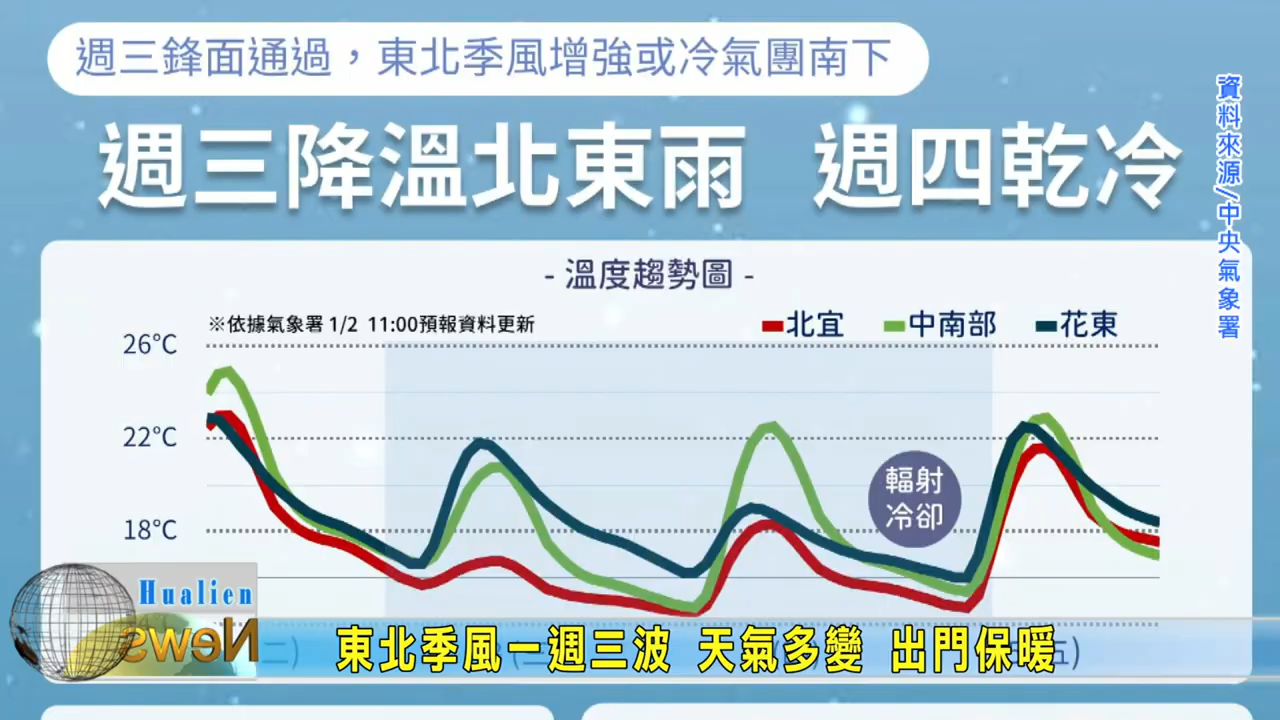 週三鋒面通過，東北季風增強或冷氣團南下
週三降溫北東雨 週四乾冷
資料來源/中央氣象署
- 溫度趨勢圖 -
※依據氣象署 1/2 11:00預報資料更新
北宜 中南部 花東
26°C
22°C
18°C
輻射
冷卻
Hualien
News
東北季風一週三波 天氣多變 出門保暖